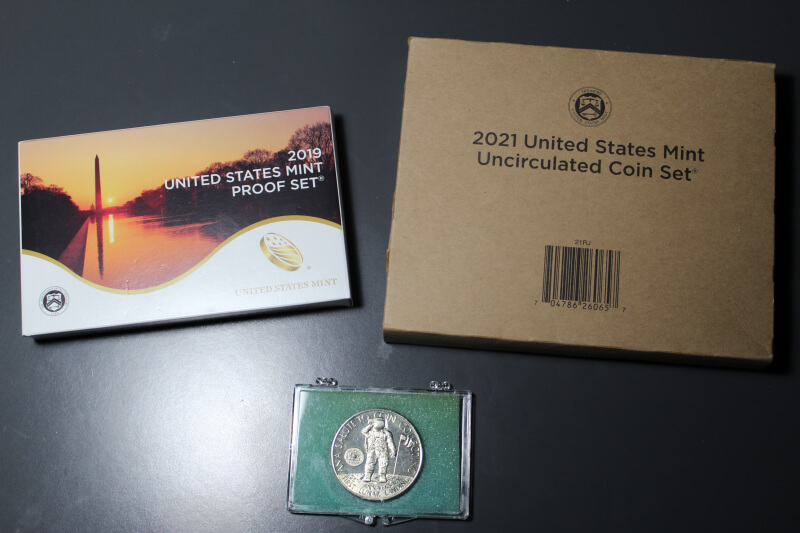 2019
UNITED STATES MINT
PROOF SET®
UNITED STATES MINT
2021 United States Mint
Uncirculated Coin Set®
21RJ
7 04786 26065 7